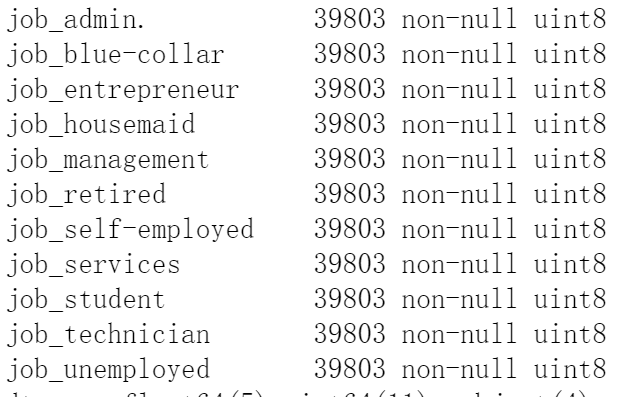 job_admin. 39803 non-null uint8
job_blue-collar 39803 non-null uint8
job_entrepreneur 39803 non-null uint8
job_housemaid 39803 non-null uint8
job_management 39803 non-null uint8
job_retired 39803 non-null uint8
job_self-employed 39803 non-null uint8
job_services 39803 non-null uint8
job_student 39803 non-null uint8
job_technician 39803 non-null uint8
job_unemployed 39803 non-null uint8